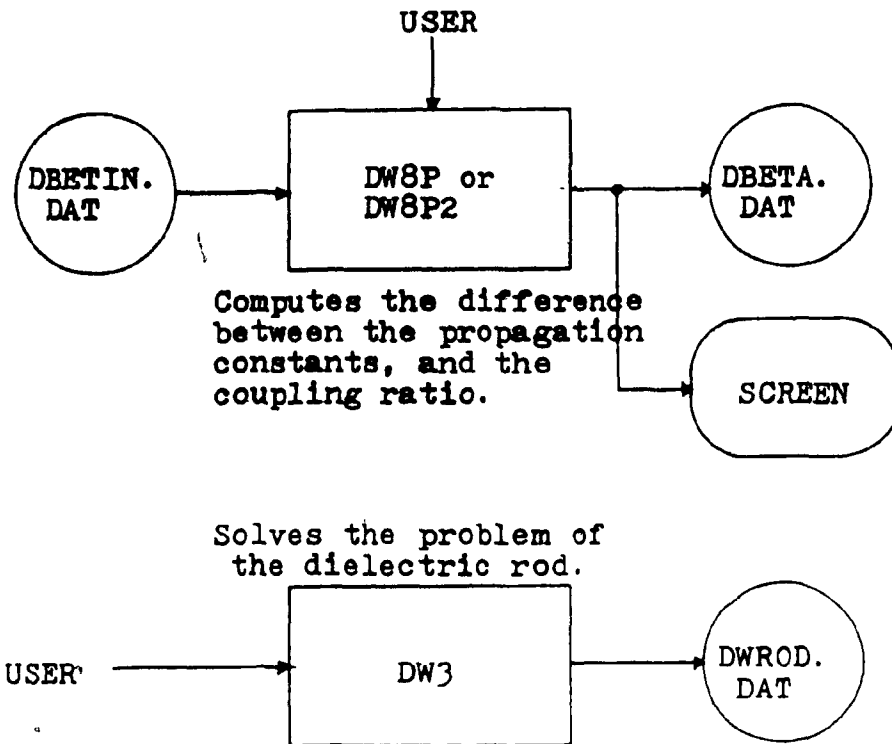 USER
DBETIN.
DAT
DW8P or
DW8P2
DBETA.
DAT
Computes the difference
between the propagation
constants, and the
coupling ratio.
SCREEN
Solves the problem of
the dielectric rod.
USER
DW3
DWROD.
DAT